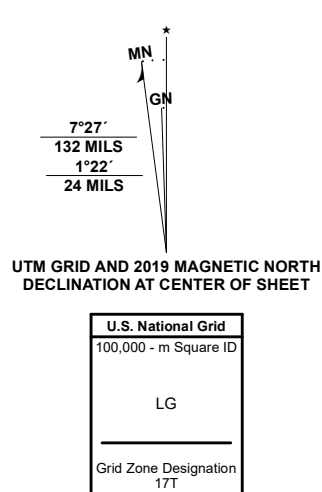 ★
MN
GN
7°27´
132 MILS
1°22´
24 MILS
UTM GRID AND 2019 MAGNETIC NORTH
DECLINATION AT CENTER OF SHEET
U.S. National Grid
100,000 - m Square ID
LG
Grid Zone Designation
17T